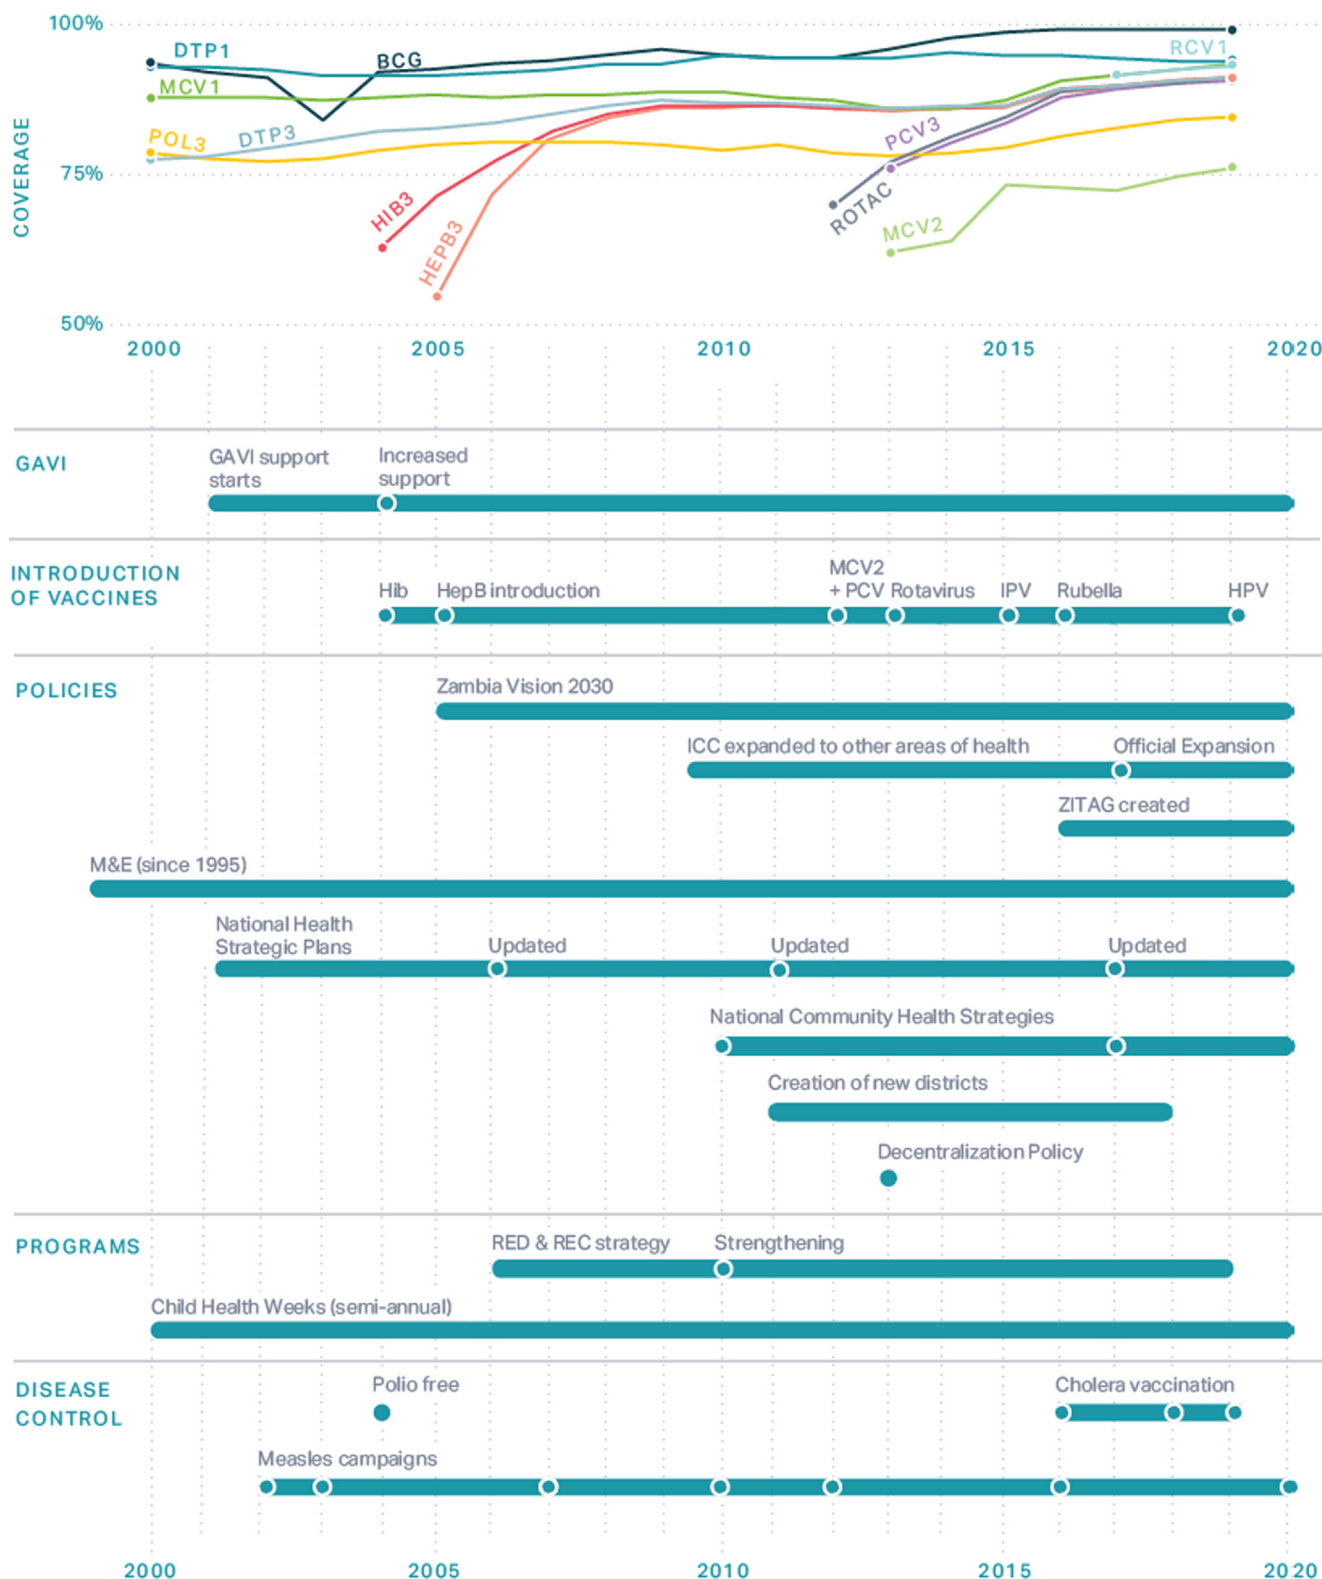 100%
DTP1
BCG
RCV1
MCV1
POL3
DTP3
PCV3
75%
COVERAGE
HIB3
HEPB3
ROTAC
MCV2
50%
2000 2005 2010 2015 2020
GAVI
GAVI support
starts
Increased
support
INTRODUCTION
OF VACCINES
Hib
HepB introduction
MCV2
+ PCV
Rotavirus
IPV
Rubella
HPV
POLICIES
Zambia Vision 2030
ICC expanded to other areas of health
Official Expansion
ZITAG created
M&E (since 1995)
National Health
Strategic Plans
Updated
Updated
Updated
National Community Health Strategies
Creation of new districts
Decentralization Policy
PROGRAMS
RED & REC strategy
Strengthening
Child Health Weeks (semi-annual)
DISEASE
CONTROL
Polio free
Cholera vaccination
Measles campaigns
2000 2005 2010 2015 2020